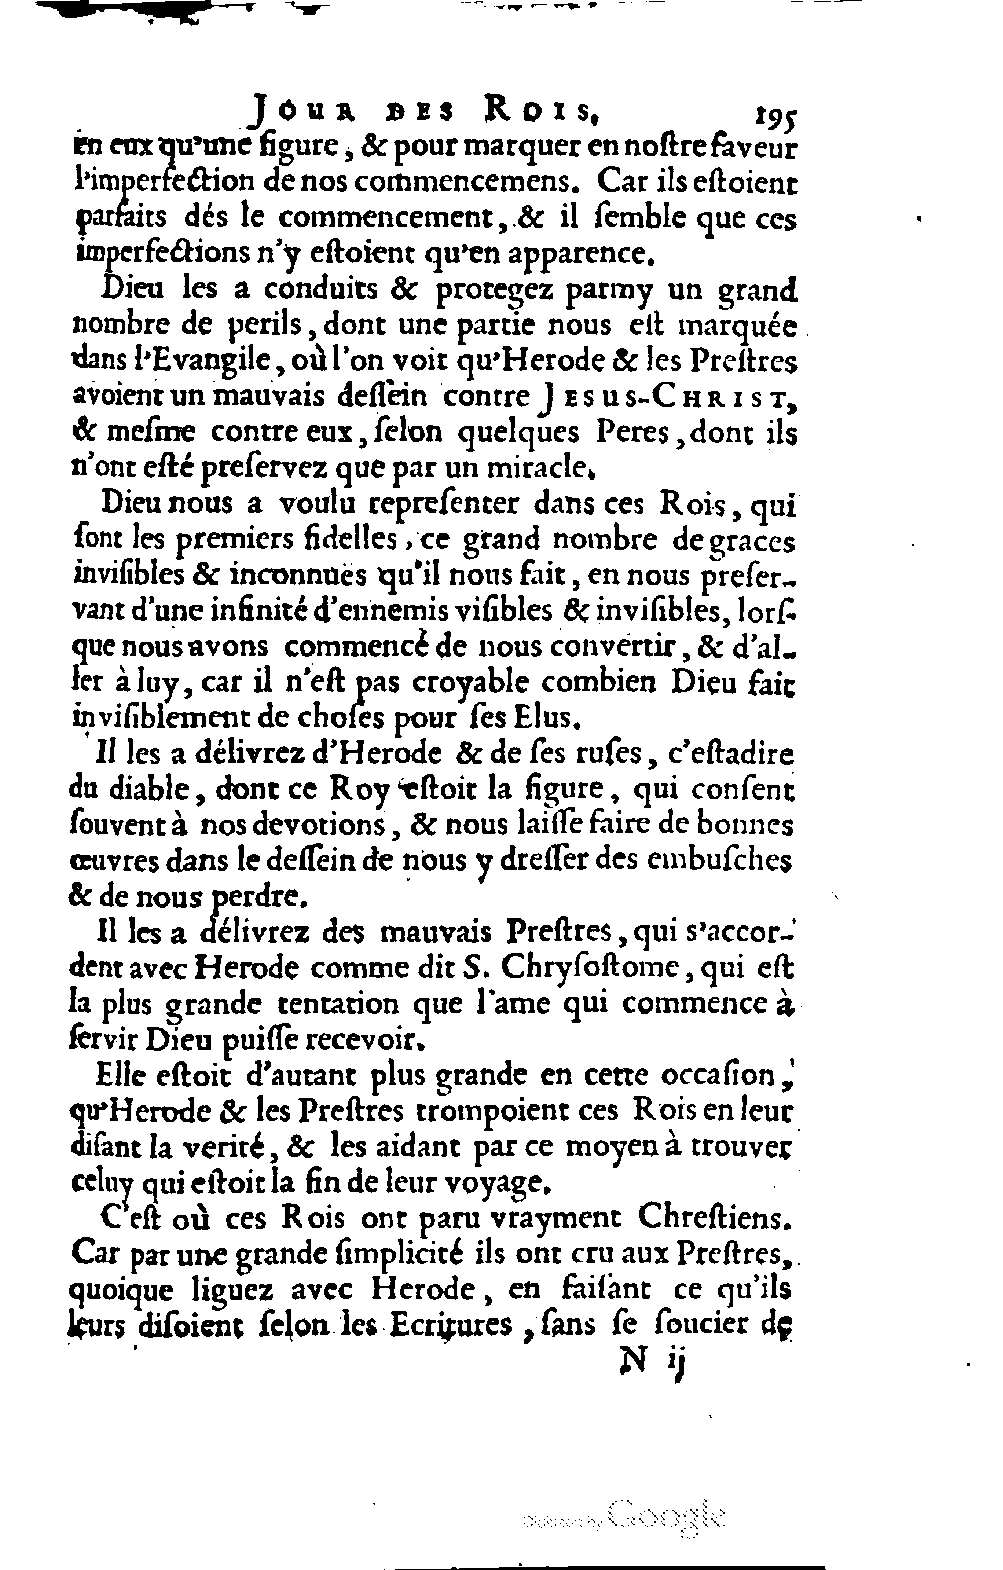 JOUR DES ROIS. 195
en eux qu'une figure, & pour marquer en noſtre faveur
l'imperfection de nos commencemens. Car ils eſtoient
parfaits dés le commencement, & il ſemble que ces
imperfections n'y eſtoient qu'en apparence.
Dieu les a conduits & protegez parmy un grand
nombre de perils, dont une partie nous eſt marquée
dans l'Evangile, où l'on voit qu'Herode & les Preſtres
avoient un mauvais deſſein contre JESUS-CHRIST,
& meſme contre eux, ſelon quelques Peres, dont ils
n'ont eſté preſervez que par un miracle.
Dieu nous a voulu repreſenter dans ces Rois, qui
ſont les premiers fidelles, ce grand nombre de graces
inviſibles & inconnuës qu'il nous fait, en nous preſer-
vant d'une infinité d'ennemis viſibles & inviſibles, lorſ-
que nous avons commencé de nous convertir, & d'al-
ler à luy, car il n'eſt pas croyable combien Dieu fait
inviſiblement de choſes pour ſes Elus.
Il les a délivrez d'Herode & de ſes ruſes, c'eſtadire
du diable, dont ce Roy eſtoit la figure, qui conſent
ſouvent à nos devotions, & nous laiſſe faire de bonnes
œuvres dans le deſſein de nous y dreſſer des embuſches
& de nous perdre.
Il les a délivrez des mauvais Preſtres, qui s'accor-
dent avec Herode comme dit S. Chryſoſtome, qui eſt
la plus grande tentation que l'ame qui commence à
ſervir Dieu puiſſe recevoir.
Elle eſtoit d'autant plus grande en cette occaſion,
qu'Herode & les Preſtres trompoient ces Rois en leur
diſant la verité, & les aidant par ce moyen à trouver
celuy qui eſtoit la fin de leur voyage.
C'eſt où ces Rois ont paru vrayment Chreſtiens.
Car par une grande ſimplicité ils ont cru aux Preſtres,
quoique liguez avec Herode, en faiſant ce qu'ils
leurs diſoient ſelon les Ecritures, ſans ſe ſoucier de
N ij
Digitized by Google